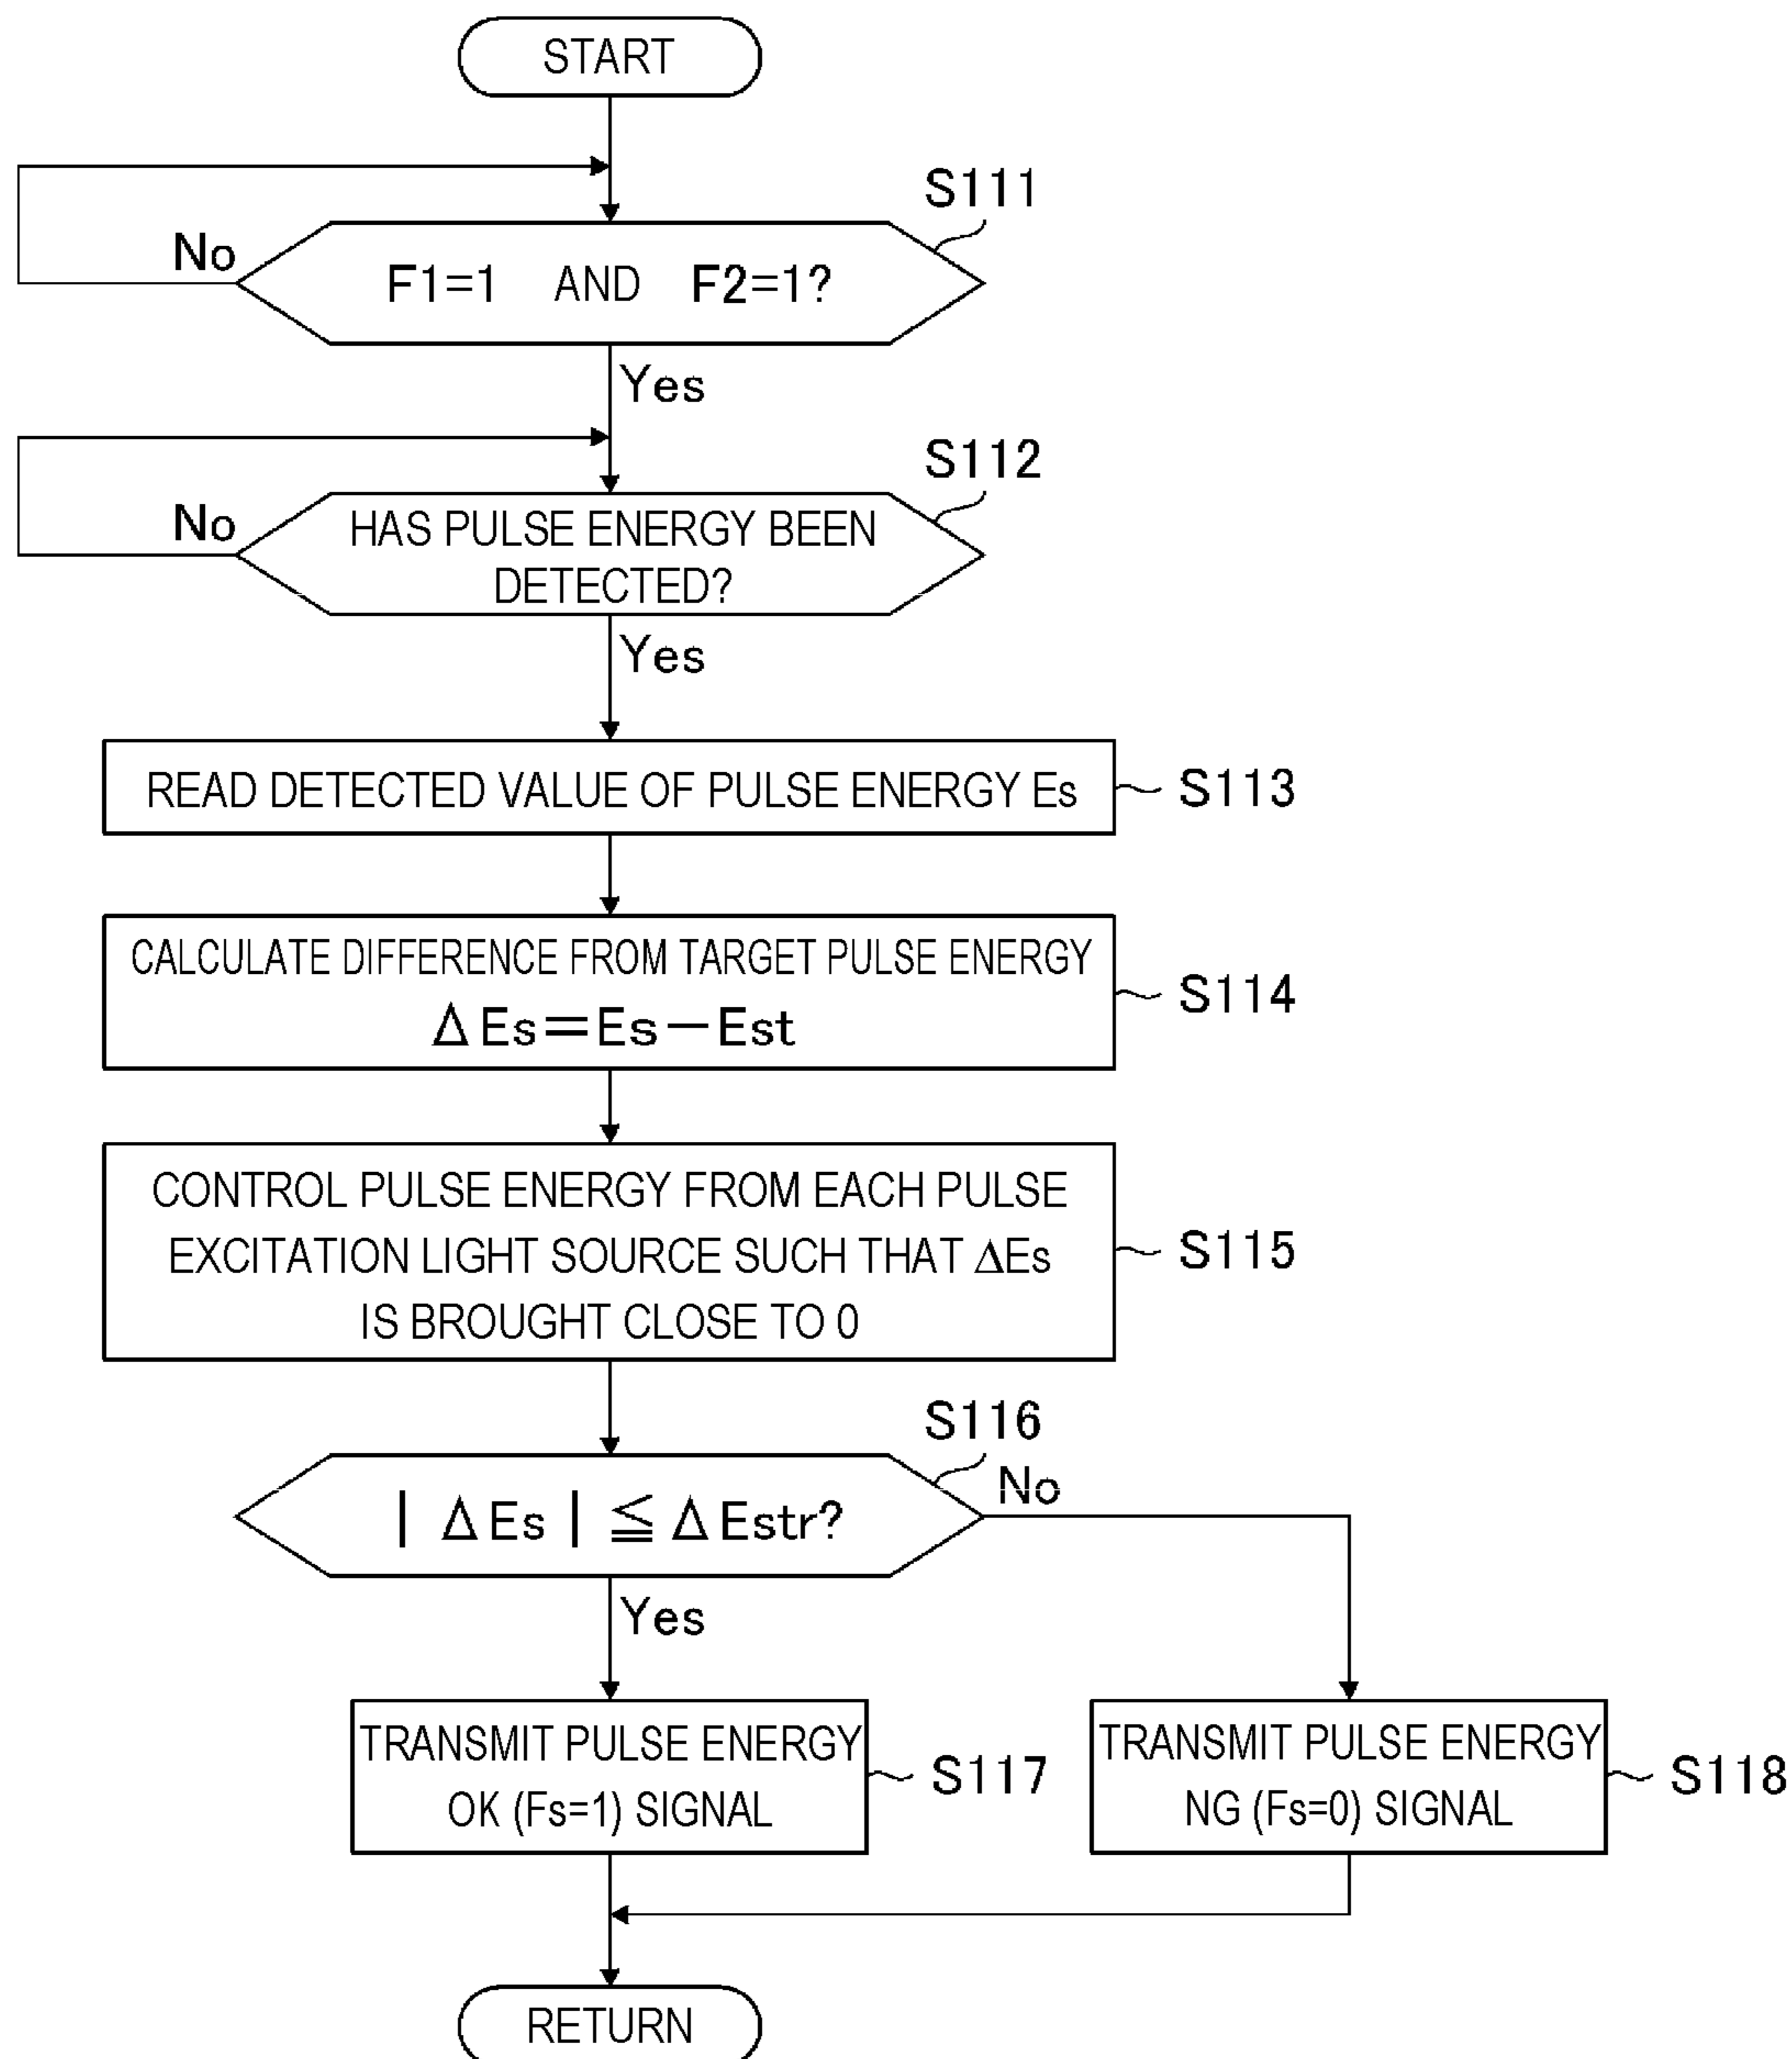 START
S111
No
F1=1 AND F2=1?
Yes
S112
No
HAS PULSE ENERGY BEEN
DETECTED?
Yes
READ DETECTED VALUE OF PULSE ENERGY Es
S113
CALCULATE DIFFERENCE FROM TARGET PULSE ENERGY
ΔEs=Es-Est
S114
CONTROL PULSE ENERGY FROM EACH PULSE
EXCITATION LIGHT SOURCE SUCH THAT ΔEs
IS BROUGHT CLOSE TO 0
S115
S116
No
| ΔEs | ≦ ΔEstr?
Yes
TRANSMIT PULSE ENERGY
OK (Fs=1) SIGNAL
S117
TRANSMIT PULSE ENERGY
NG (Fs=0) SIGNAL
S118
RETURN